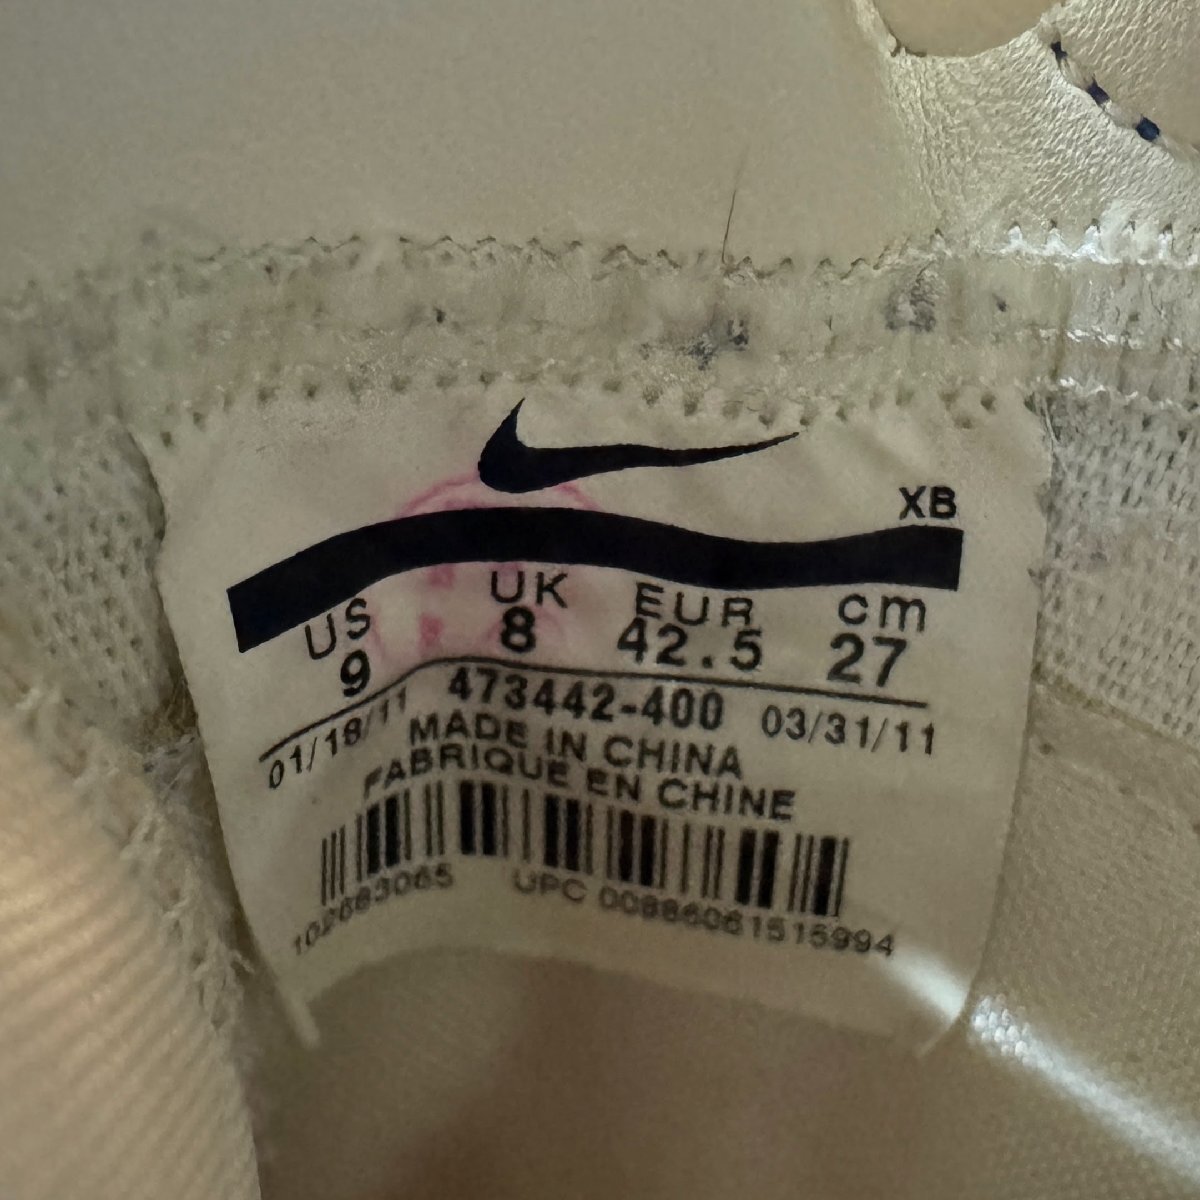 XB
US UK EUR cm
9 8 42.5 27
01/18/11 473442-400 03/31/11
MADE IN CHINA
FABRIQUE EN CHINE
102683065 UPC 00886061515994